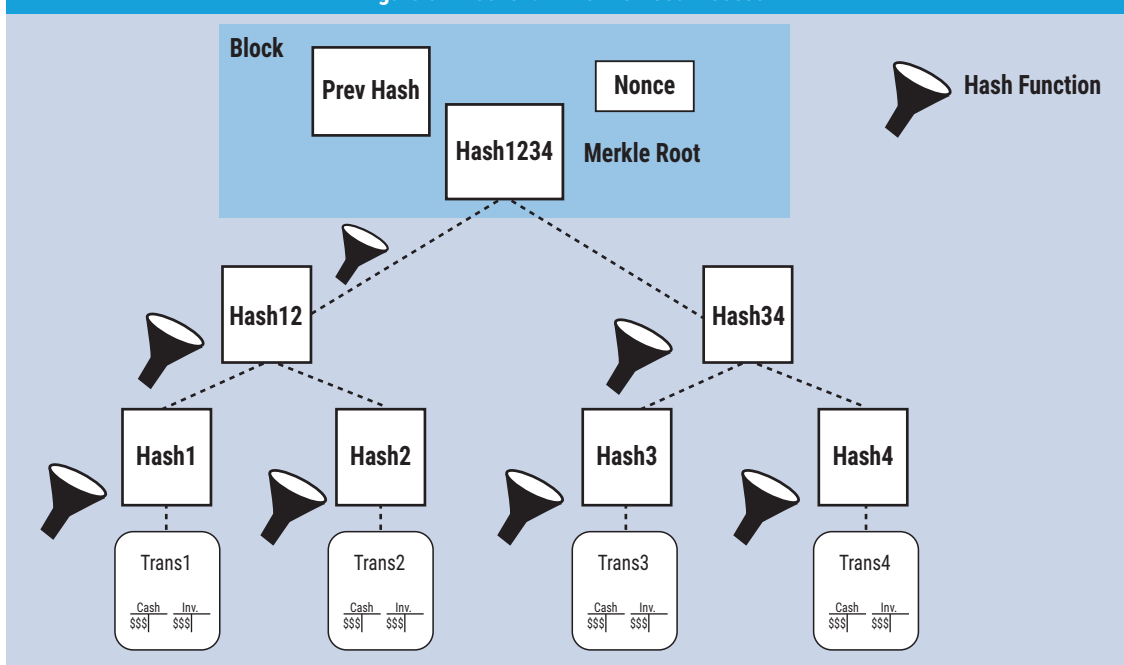 Block
Prev Hash
Nonce
Hash Function
Hash1234
Merkle Root
Hash12
Hash34
Hash1
Hash2
Hash3
Hash4
Trans1
Trans2
Trans3
Trans4
Cash Inv.
$$$ $$$
Cash Inv.
$$$ $$$
Cash Inv.
$$$ $$$
Cash Inv.
$$$ $$$